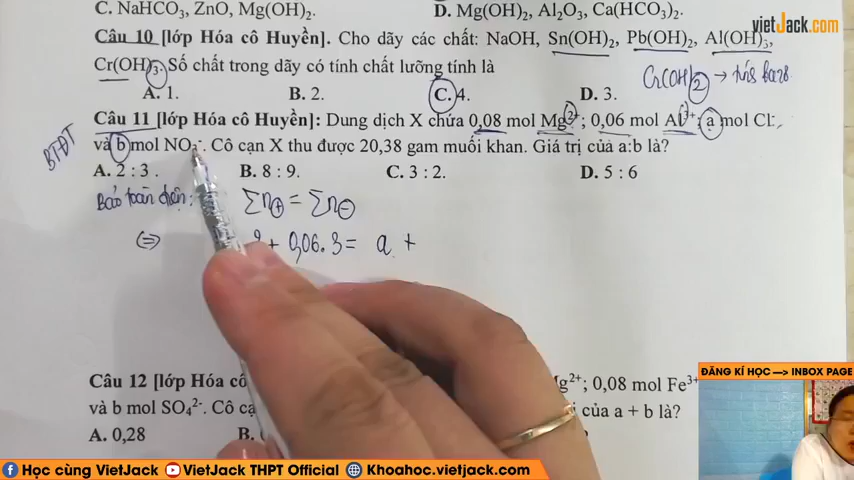 C. NaHCO₃, ZnO, Mg(OH)₂.
D. Mg(OH)₂, Al₂O₃, Ca(HCO₃)₂.
vietJack.com
Câu 10 [lớp Hóa cô Huyền]. Cho dãy các chất: NaOH, Sn(OH)₂, Pb(OH)₂, Al(OH)₃,
Cr(OH)₃. Số chất trong dãy có tính chất lưỡng tính là
Cr(OH)₂ → tính bazơ
A. 1. B. 2. C. 4. D. 3.
Câu 11 [lớp Hóa cô Huyền]: Dung dịch X chứa 0,08 mol Mg²⁺; 0,06 mol Al³⁺; a mol Cl⁻;
BTĐT
và b mol NO₃⁻. Cô cạn X thu được 20,38 gam muối khan. Giá trị của a:b là?
A. 2 : 3 . B. 8 : 9. C. 3 : 2. D. 5 : 6
Bảo toàn điện: Σn⊕ = Σn⊖
⇔ + 0,06.3 = a +
Câu 12 [lớp Hóa cô g²⁺; 0,08 mol Fe³⁺
và b mol SO₄²⁻. Cô của a + b là?
A. 0,28 B.
ĐĂNG KÍ HỌC —> INBOX PAGE
Học cùng VietJack VietJack THPT Official Khoahoc.vietjack.com